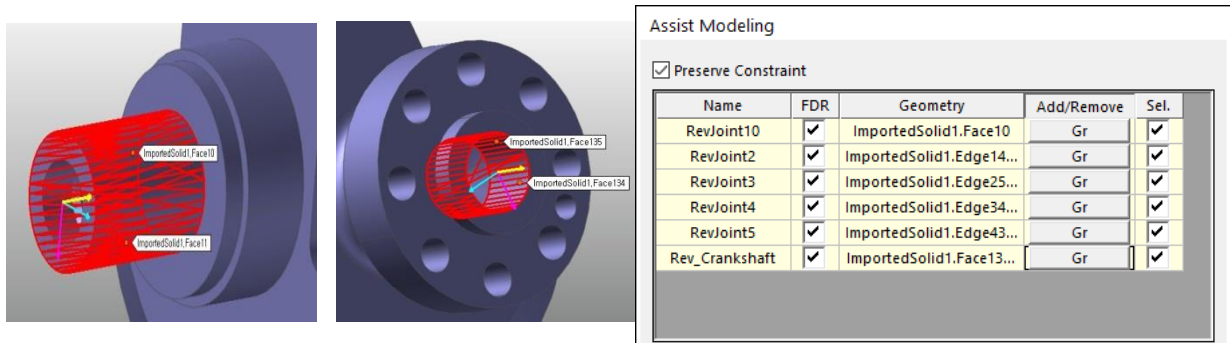 ImportedSolid1,Face10
ImportedSolid1,Face11
ImportedSolid1,Face135
ImportedSolid1,Face134
Assist Modeling
Preserve Constraint
Name FDR Geometry Add/Remove Sel.
RevJoint10 ImportedSolid1.Face10 Gr
RevJoint2 ImportedSolid1.Edge14... Gr
RevJoint3 ImportedSolid1.Edge25... Gr
RevJoint4 ImportedSolid1.Edge34... Gr
RevJoint5 ImportedSolid1.Edge43... Gr
Rev_Crankshaft ImportedSolid1.Face13... Gr